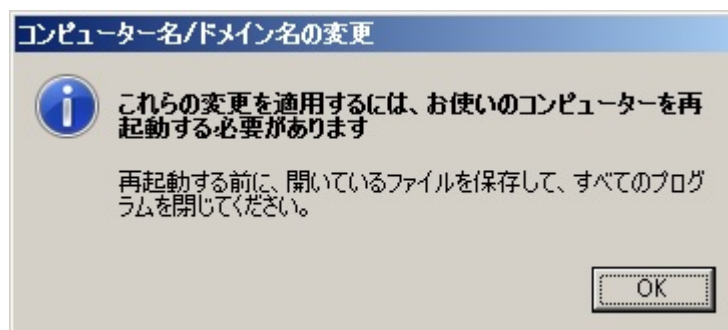 コンピューター名/ドメイン名の変更
これらの変更を適用するには、お使いのコンピューターを再
起動する必要があります
再起動する前に、開いているファイルを保存して、すべてのプログ
ラムを閉じてください。
OK